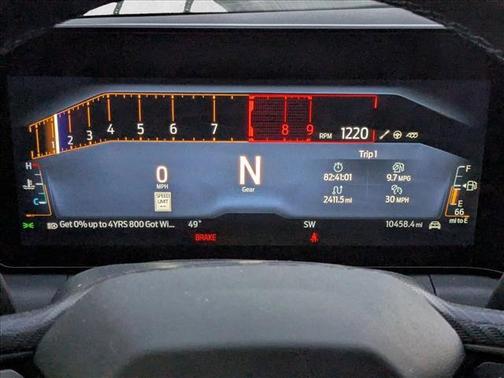 1 2 3 4 5 6 7 8 9 RPM 1220
H Trip 1 F
0 N 82:41:01 9.7 MPG
MPH Gear
C SPEED LIMIT -- 2411.5 mi 30 MPH E
66
Get 0% up to 4YRS 800 Got Wi... 49° SW 10458.4 mi mi to E
BRAKE